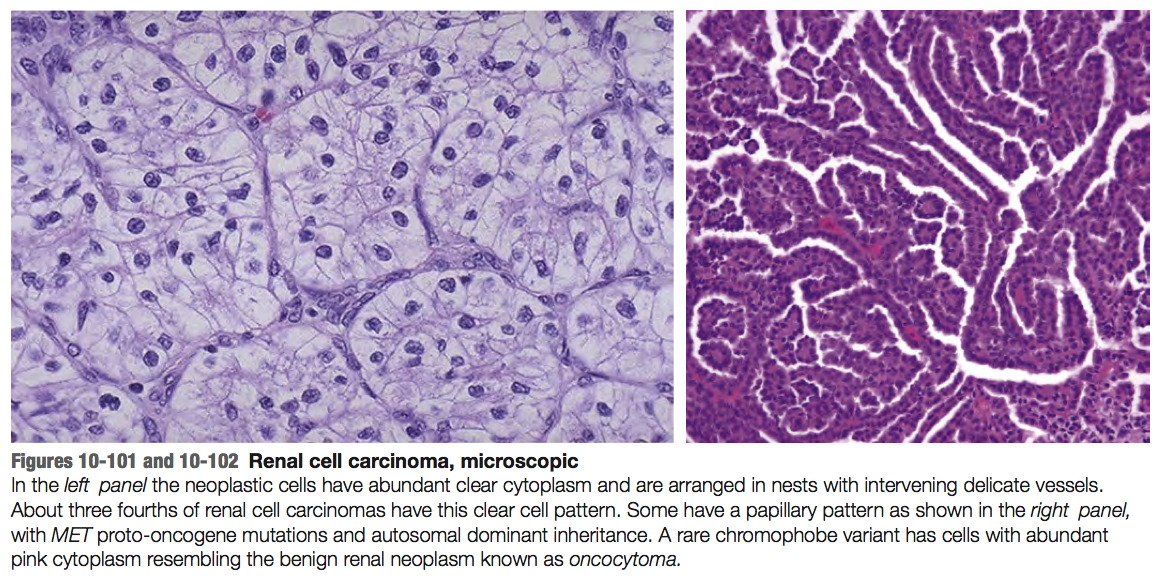 Figures 10-101 and 10-102 Renal cell carcinoma, microscopic
In the left panel the neoplastic cells have abundant clear cytoplasm and are arranged in nests with intervening delicate vessels.
About three fourths of renal cell carcinomas have this clear cell pattern. Some have a papillary pattern as shown in the right panel,
with MET proto-oncogene mutations and autosomal dominant inheritance. A rare chromophobe variant has cells with abundant
pink cytoplasm resembling the benign renal neoplasm known as oncocytoma.